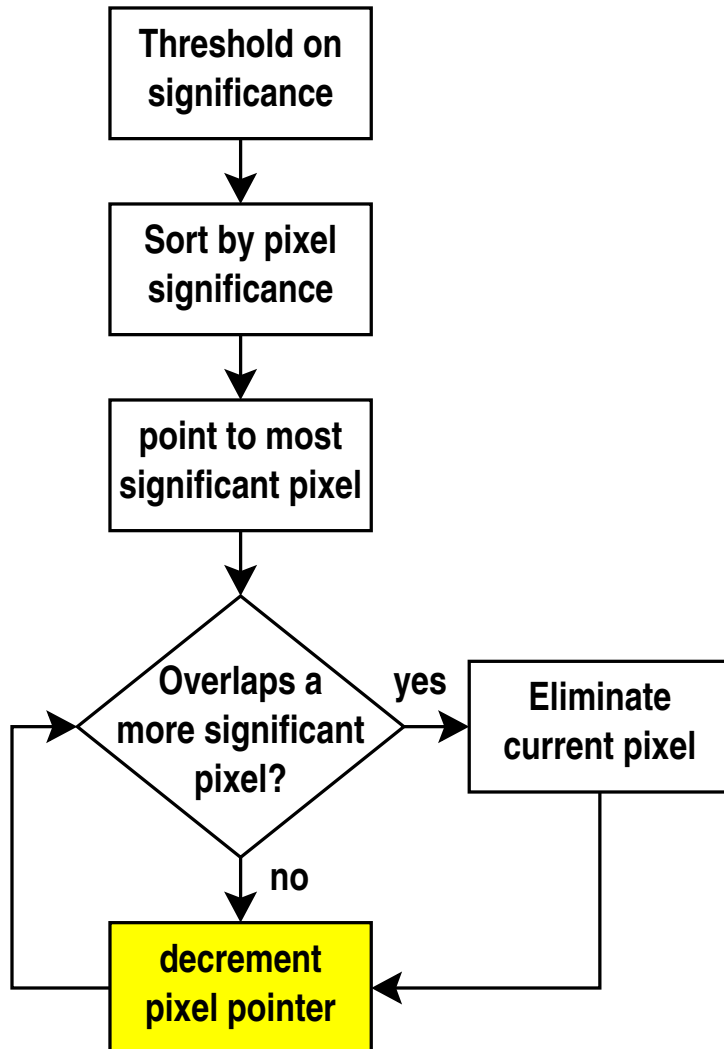 Threshold on
significance
Sort by pixel
significance
point to most
significant pixel
Overlaps a
more significant
pixel?
yes
Eliminate
current pixel
no
decrement
pixel pointer